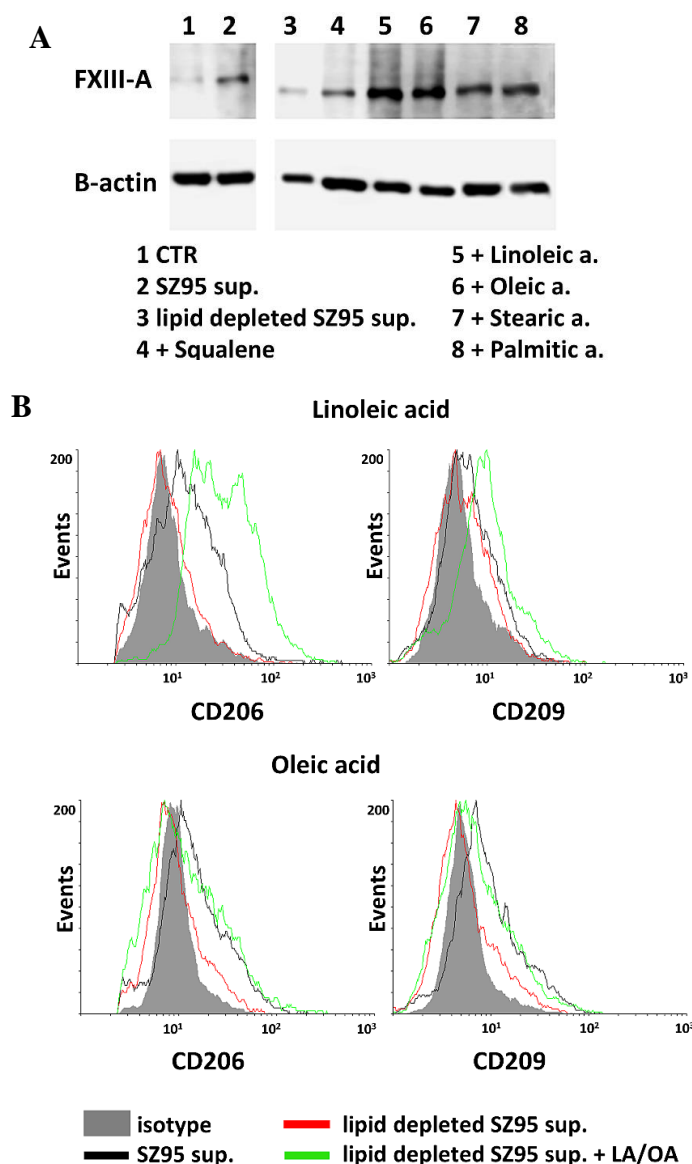 A
1 2 3 4 5 6 7 8
FXIII-A
B-actin
1 CTR
2 SZ95 sup.
3 lipid depleted SZ95 sup.
4 + Squalene
5 + Linoleic a.
6 + Oleic a.
7 + Stearic a.
8 + Palmitic a.
B
Linoleic acid
200
Events
10¹ 10² 10³
CD206
200
Events
10¹ 10² 10³
CD209
Oleic acid
200
Events
10¹ 10² 10³
CD206
200
Events
10¹ 10² 10³
CD209
isotype
SZ95 sup.
lipid depleted SZ95 sup.
lipid depleted SZ95 sup. + LA/OA